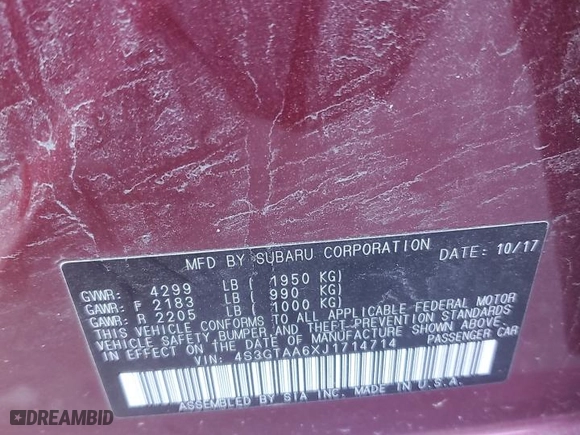 MFD BY SUBARU CORPORATION DATE: 10/17
GVWR: 4299 LB ( 1950 KG)
GAWR: F 2183 LB ( 990 KG)
GAWR: R 2205 LB ( 1000 KG)
THIS VEHICLE CONFORMS TO ALL APPLICABLE FEDERAL MOTOR
VEHICLE SAFETY, BUMPER, AND THEFT PREVENTION STANDARDS
IN EFFECT ON THE DATE OF MANUFACTURE SHOWN ABOVE.
VIN: 4S3GTAA6XJ1714714 PASSENGER CAR
ASSEMBLED BY SIA INC. MADE IN U.S.A.
DREAMBID